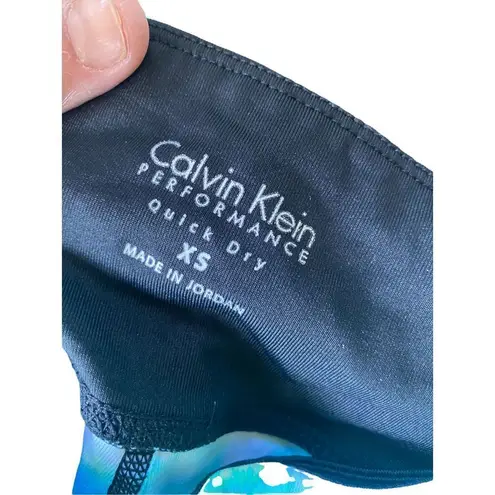 Calvin Klein
PERFORMANCE
Quick Dry
XS
MADE IN JORDAN